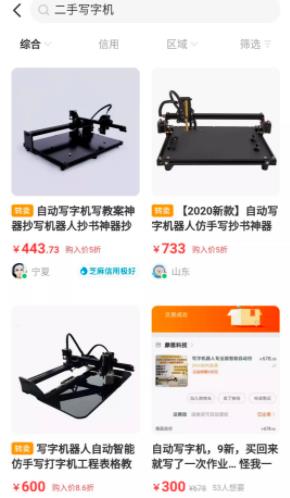 二手写字机
综合
信用
区域
筛选
转卖 自动写字机写教案神
器抄写机器人抄书神器抄
¥443.73 购入价5折
宁夏 芝麻信用极好
转卖 【2020新款】自动写
字机器人仿手写抄书神器
¥733 购入价5折
山东
转卖 写字机器人自动智能
仿手写打字机工程表格教
¥600 购入价8.6折
交易成功
自动写字机，9新，买回来
就写了一次作业... 怪我一
¥300 ¥678 53人想要